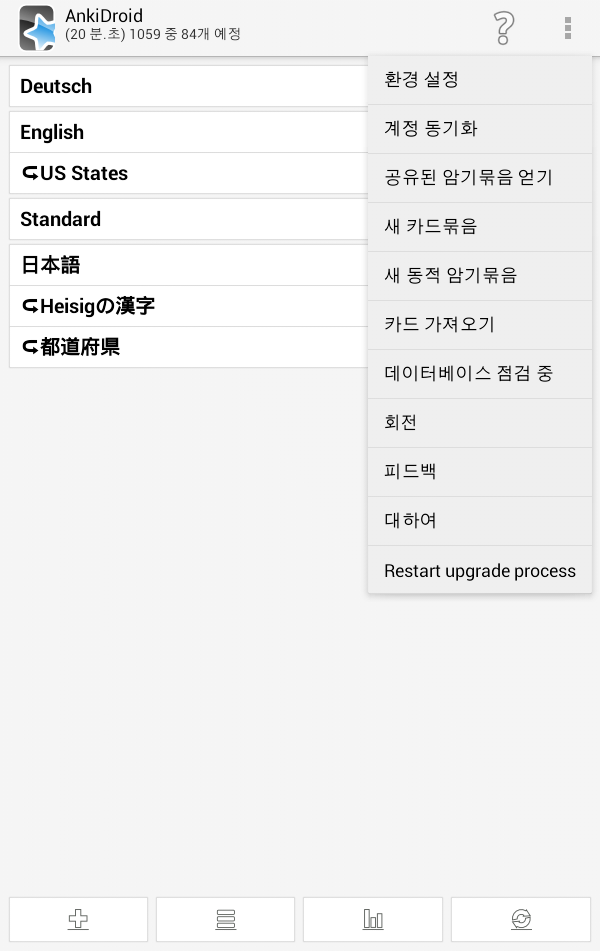 AnkiDroid
(20 분.초) 1059 중 84개 예정
Deutsch
English
US States
Standard
日本語
Heisigの漢字
都道府県
환경 설정
계정 동기화
공유된 암기묶음 얻기
새 카드묶음
새 동적 암기묶음
카드 가져오기
데이터베이스 점검 중
회전
피드백
대하여
Restart upgrade process